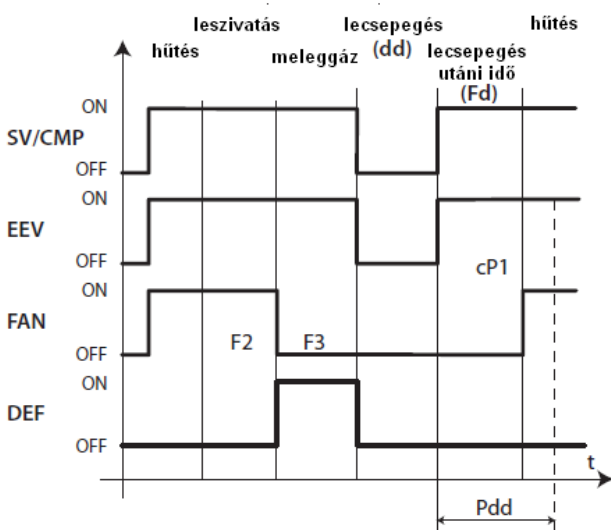 leszivatás
lecsepegés
hűtés
hűtés
meleggáz
(dd)
lecsepegés
utáni idő
(Fd)
ON
SV/CMP
OFF
ON
EEV
cP1
OFF
ON
FAN
F2
F3
OFF
ON
DEF
OFF
t
Pdd